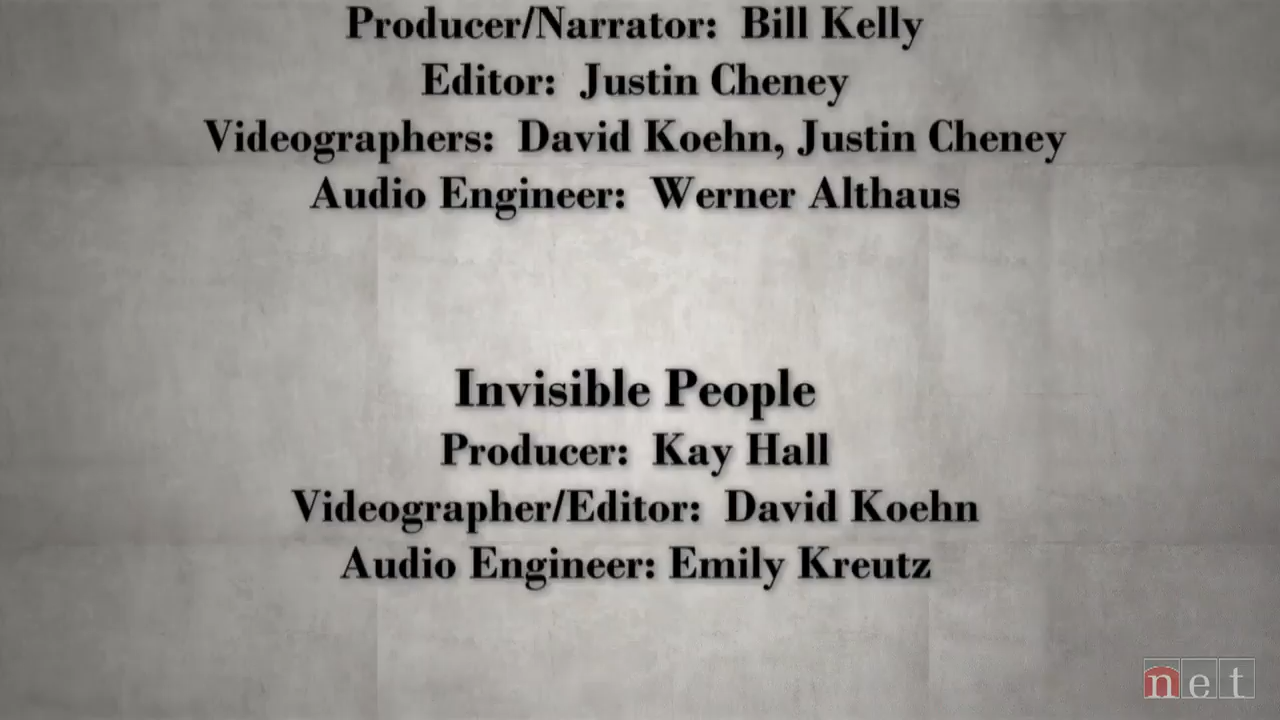 Producer/Narrator: Bill Kelly
Editor: Justin Cheney
Videographers: David Koehn, Justin Cheney
Audio Engineer: Werner Althaus
Invisible People
Producer: Kay Hall
Videographer/Editor: David Koehn
Audio Engineer: Emily Kreutz
net